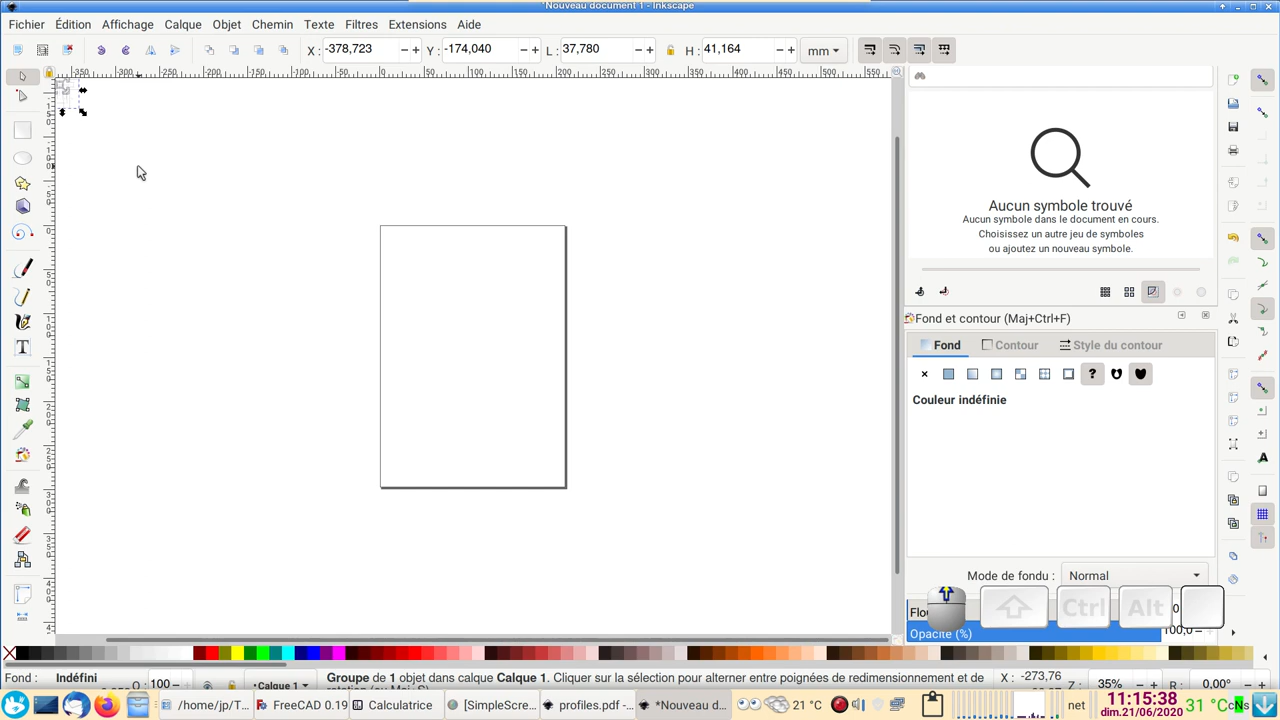 *Nouveau document 1 - Inkscape
Fichier Édition Affichage Calque Objet Chemin Texte Filtres Extensions Aide
X : -378,723 Y : -174,040 L : 37,780 H : 41,164 mm
Aucun symbole trouvé
Aucun symbole dans le document en cours.
Choisissez un autre jeu de symboles
ou ajoutez un nouveau symbole.
Fond et contour (Maj+Ctrl+F)
Fond Contour Style du contour
Couleur indéfinie
Mode de fondu : Normal
Ctrl Alt
Opacité (%) 100,0
Fond : Indéfini
O : 100 Calque 1
Groupe de 1 objet dans calque Calque 1. Cliquer sur la sélection pour alterner entre poignées de redimensionnement et de
X : -273,76
Z : 35% R : 0,00°
/home/jp/T... FreeCAD 0.19 Calculatrice [SimpleScre... profiles.pdf -... *Nouveau d... 21 °C net 11:15:38 dim.21/06/2020 31 °C